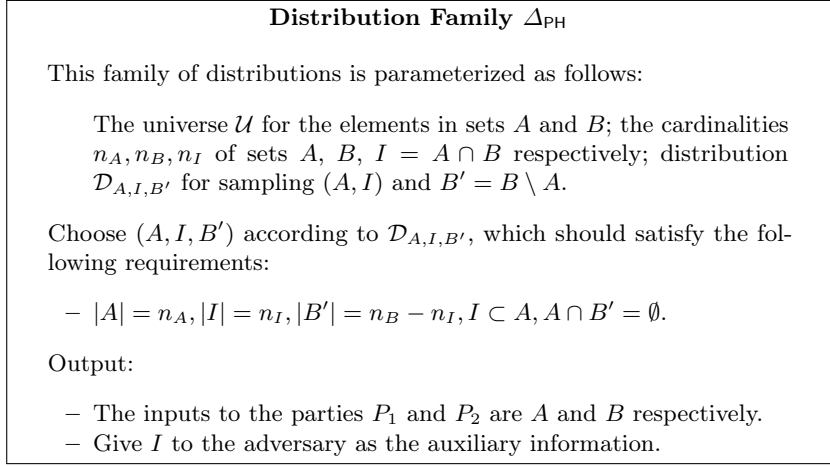 Distribution Family Δ_PH
This family of distributions is parameterized as follows:
The universe 𝒰 for the elements in sets A and B; the cardinalities
n_A, n_B, n_I of sets A, B, I = A ∩ B respectively; distribution
𝒟_{A,I,B′} for sampling (A, I) and B′ = B \ A.
Choose (A, I, B′) according to 𝒟_{A,I,B′}, which should satisfy the fol-
lowing requirements:
– |A| = n_A, |I| = n_I, |B′| = n_B − n_I, I ⊂ A, A ∩ B′ = ∅.
Output:
– The inputs to the parties P_1 and P_2 are A and B respectively.
– Give I to the adversary as the auxiliary information.